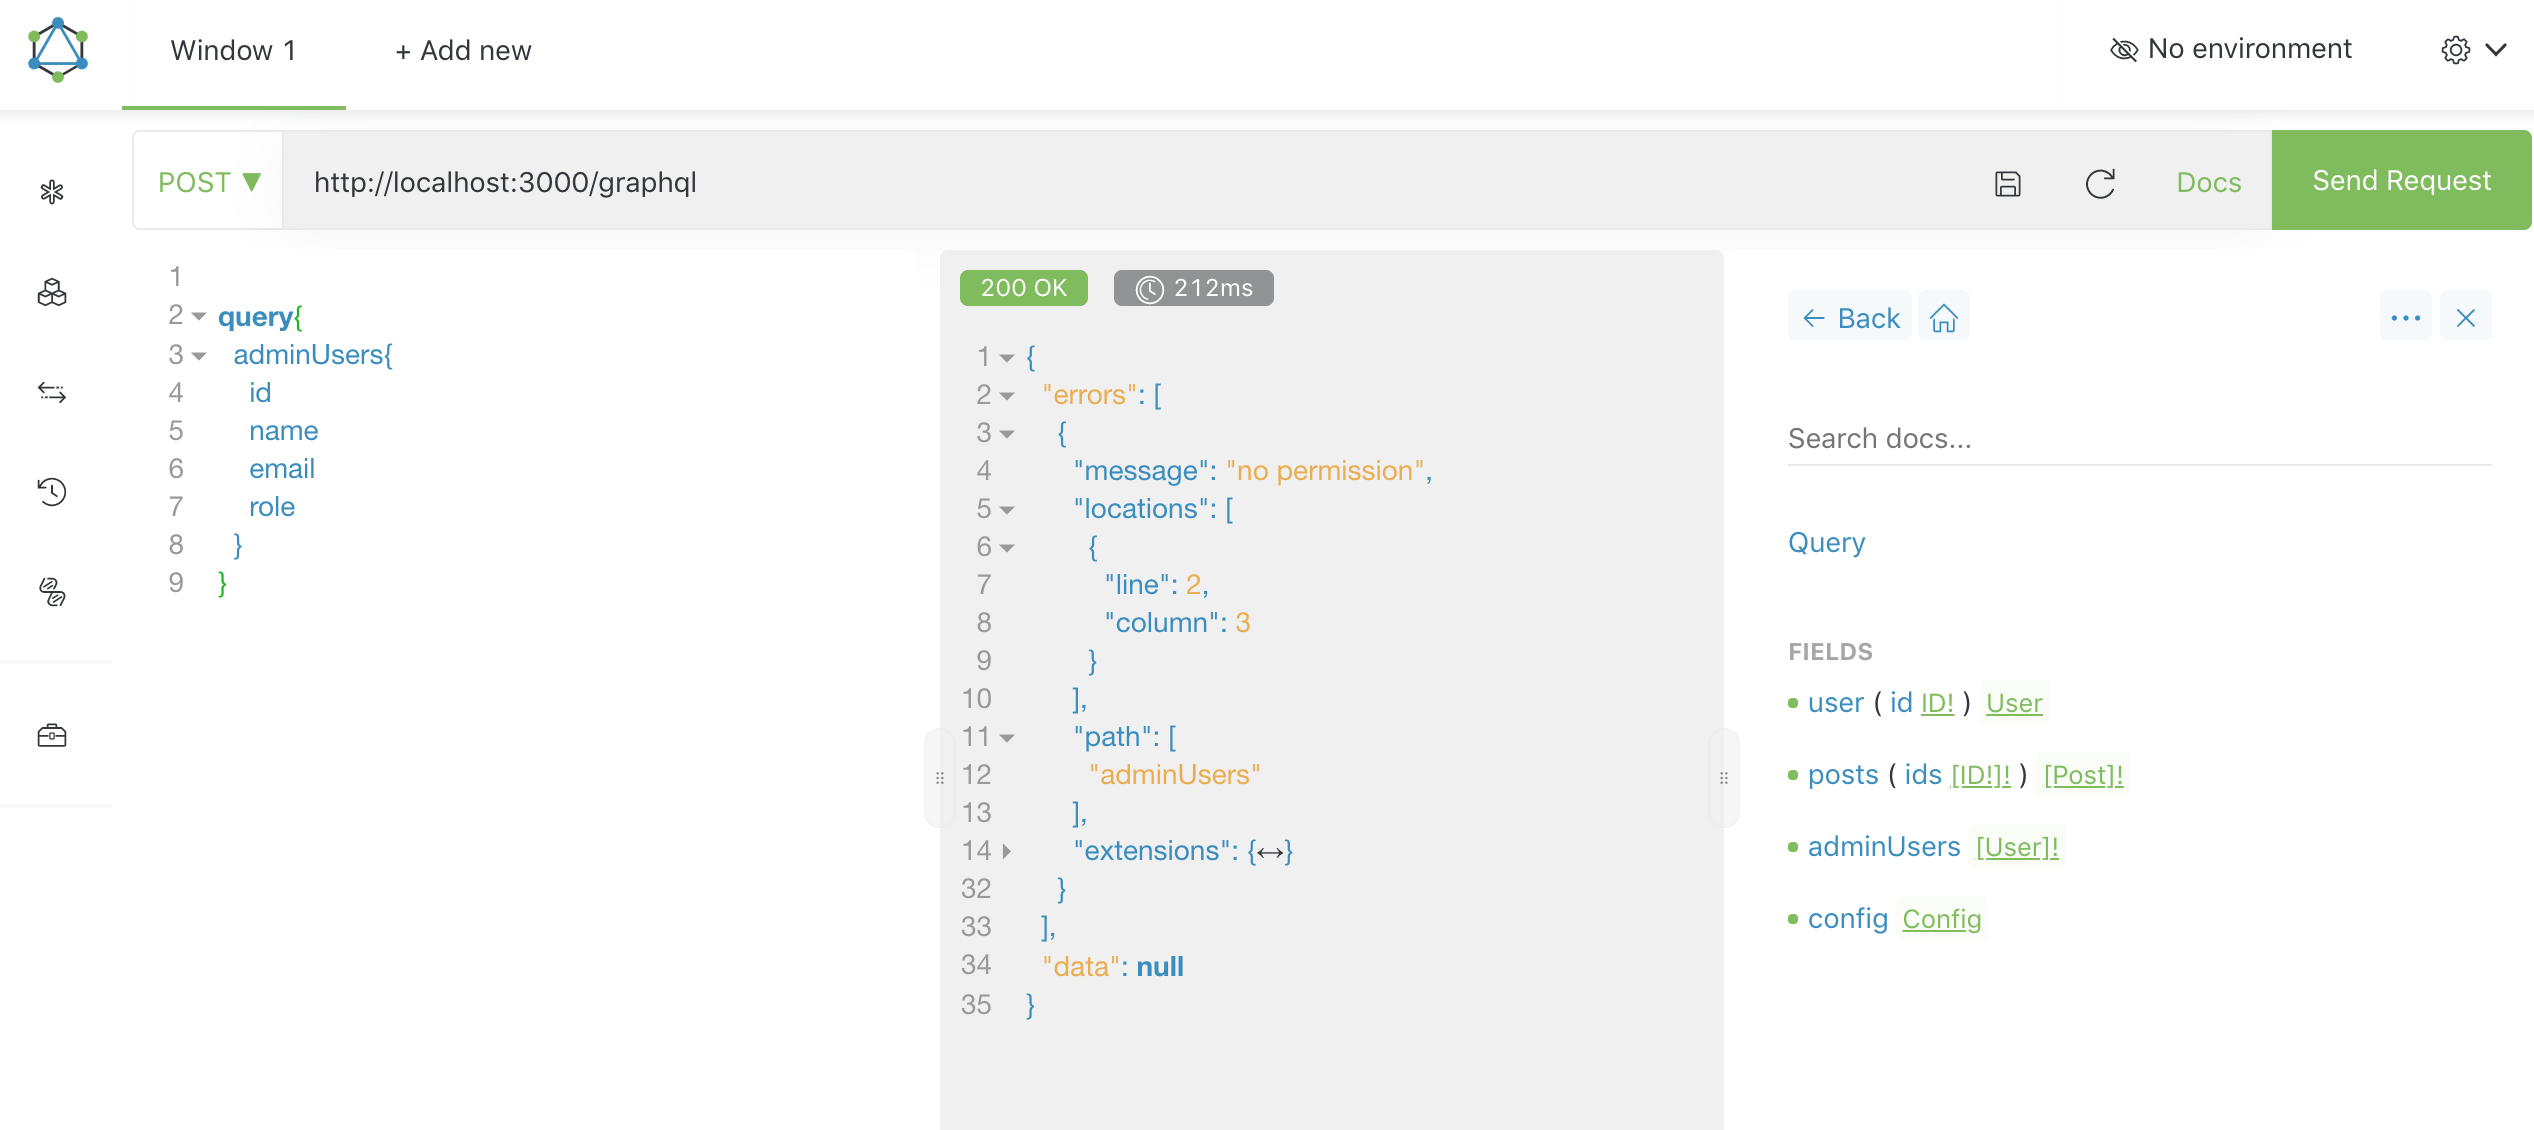 Window 1
+ Add new
No environment
POST ▼
http://localhost:3000/graphql
Docs
Send Request
1
2 query{
3 adminUsers{
4 id
5 name
6 email
7 role
8 }
9 }
200 OK
212ms
1 {
2 "errors": [
3 {
4 "message": "no permission",
5 "locations": [
6 {
7 "line": 2,
8 "column": 3
9 }
10 ],
11 "path": [
12 "adminUsers"
13 ],
14 "extensions": {↔}
32 }
33 ],
34 "data": null
35 }
← Back
Search docs...
Query
FIELDS
user ( id ID! ) User
posts ( ids [ID!]! ) [Post]!
adminUsers [User]!
config Config